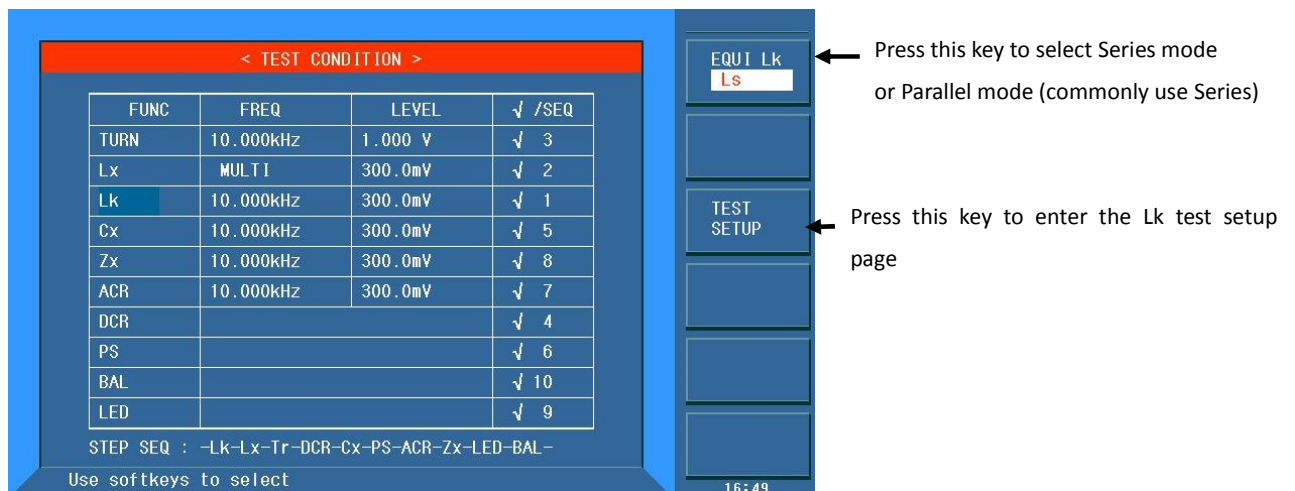 < TEST CONDITION >
FUNC FREQ LEVEL √ /SEQ
TURN 10.000kHz 1.000 V √ 3
Lx MULTI 300.0mV √ 2
Lk 10.000kHz 300.0mV √ 1
Cx 10.000kHz 300.0mV √ 5
Zx 10.000kHz 300.0mV √ 8
ACR 10.000kHz 300.0mV √ 7
DCR √ 4
PS √ 6
BAL √ 10
LED √ 9
STEP SEQ : -Lk-Lx-Tr-DCR-Cx-PS-ACR-Zx-LED-BAL-
Use softkeys to select
EQUI Lk
Ls
TEST
SETUP
16:49
Press this key to select Series mode
or Parallel mode (commonly use Series)
Press this key to enter the Lk test setup
page